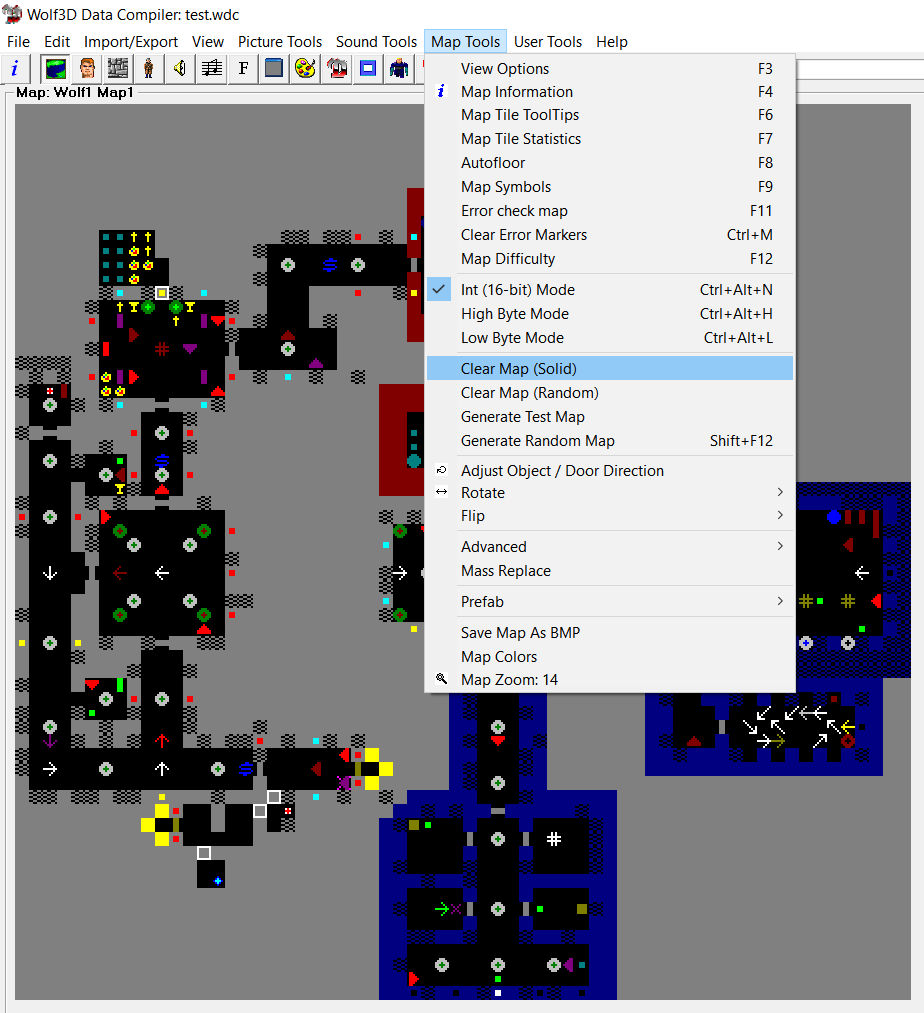 Wolf3D Data Compiler: test.wdc
File Edit Import/Export View Picture Tools Sound Tools Map Tools User Tools Help
i F
Map: Wolf1 Map1
View Options F3
i Map Information F4
Map Tile ToolTips F6
Map Tile Statistics F7
Autofloor F8
Map Symbols F9
Error check map F11
Clear Error Markers Ctrl+M
Map Difficulty F12
Int (16-bit) Mode Ctrl+Alt+N
High Byte Mode Ctrl+Alt+H
Low Byte Mode Ctrl+Alt+L
Clear Map (Solid)
Clear Map (Random)
Generate Test Map
Generate Random Map Shift+F12
Adjust Object / Door Direction
Rotate
Flip
Advanced
Mass Replace
Prefab
Save Map As BMP
Map Colors
Map Zoom: 14